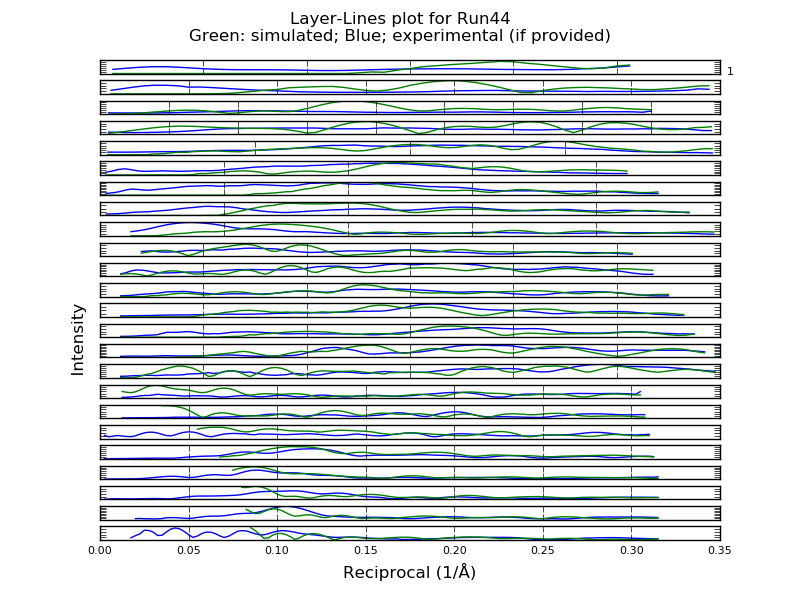 Layer-Lines plot for Run44
Green: simulated; Blue; experimental (if provided)
1
Intensity
0.00 0.05 0.10 0.15 0.20 0.25 0.30 0.35
Reciprocal (1/Å)